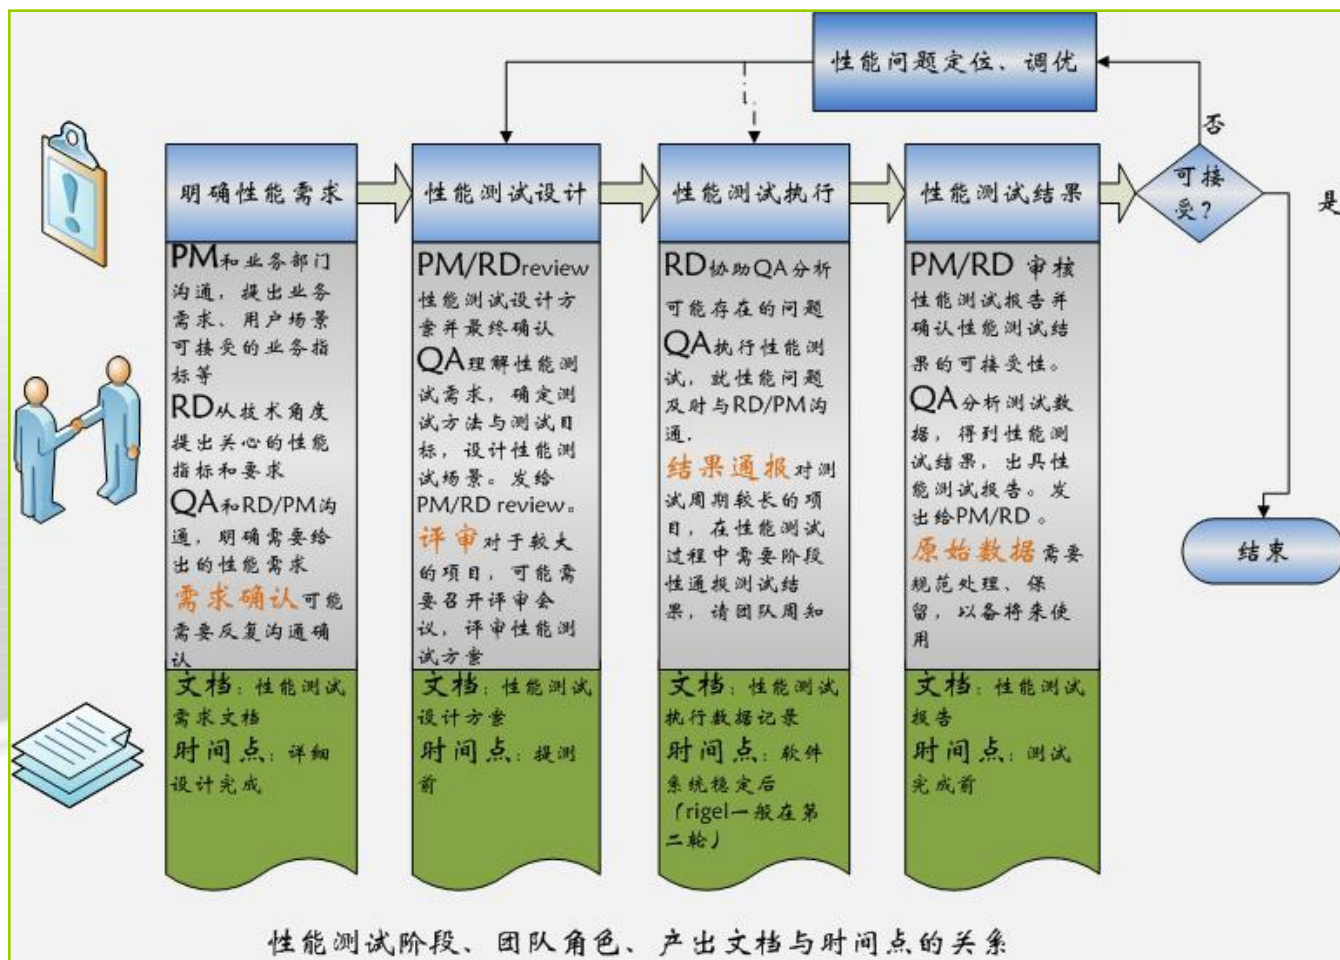 性能问题定位、调优
否
明确性能需求
性能测试设计
性能测试执行
性能测试结果
可接
受？
是
PM和业务部门
沟通，提出业务
需求、用户场景
可接受的业务指
标等
RD从技术角度
提出关心的性能
指标和要求
QA和RD/PM沟
通，明确需要给
出的性能需求
需求确认可能
需要反复沟通确
认
文档：性能测试
需求文档
时间点：详细
设计完成
PM/RDreview
性能测试设计方
案并最终确认
QA理解性能测
试需求，确定测
试方法与测试目
标，设计性能测
试场景。发给
PM/RD review。
评审对于较大
的项目，可能需
要召开评审会
议，评审性能测
试方案
文档：性能测试
设计方案
时间点：提测
前
RD协助QA分析
可能存在的问题
QA执行性能测
试，就性能问题
及时与RD/PM沟
通.
结果通报对测
试周期较长的项
目，在性能测试
过程中需要阶段
性通报测试结
果，请团队周知
文档：性能测试
执行数据记录
时间点：软件
系统稳定后
（rigel一般在第
二轮）
PM/RD 审核
性能测试报告并
确认性能测试结
果的可接受性。
QA分析测试数
据，得到性能测
试结果，出具性
能测试报告。发
出给PM/RD。
原始数据需要
规范处理、保
留，以备将来使
用
文档：性能测试
报告
时间点：测试
完成前
结束
性能测试阶段、团队角色、产出文档与时间点的关系